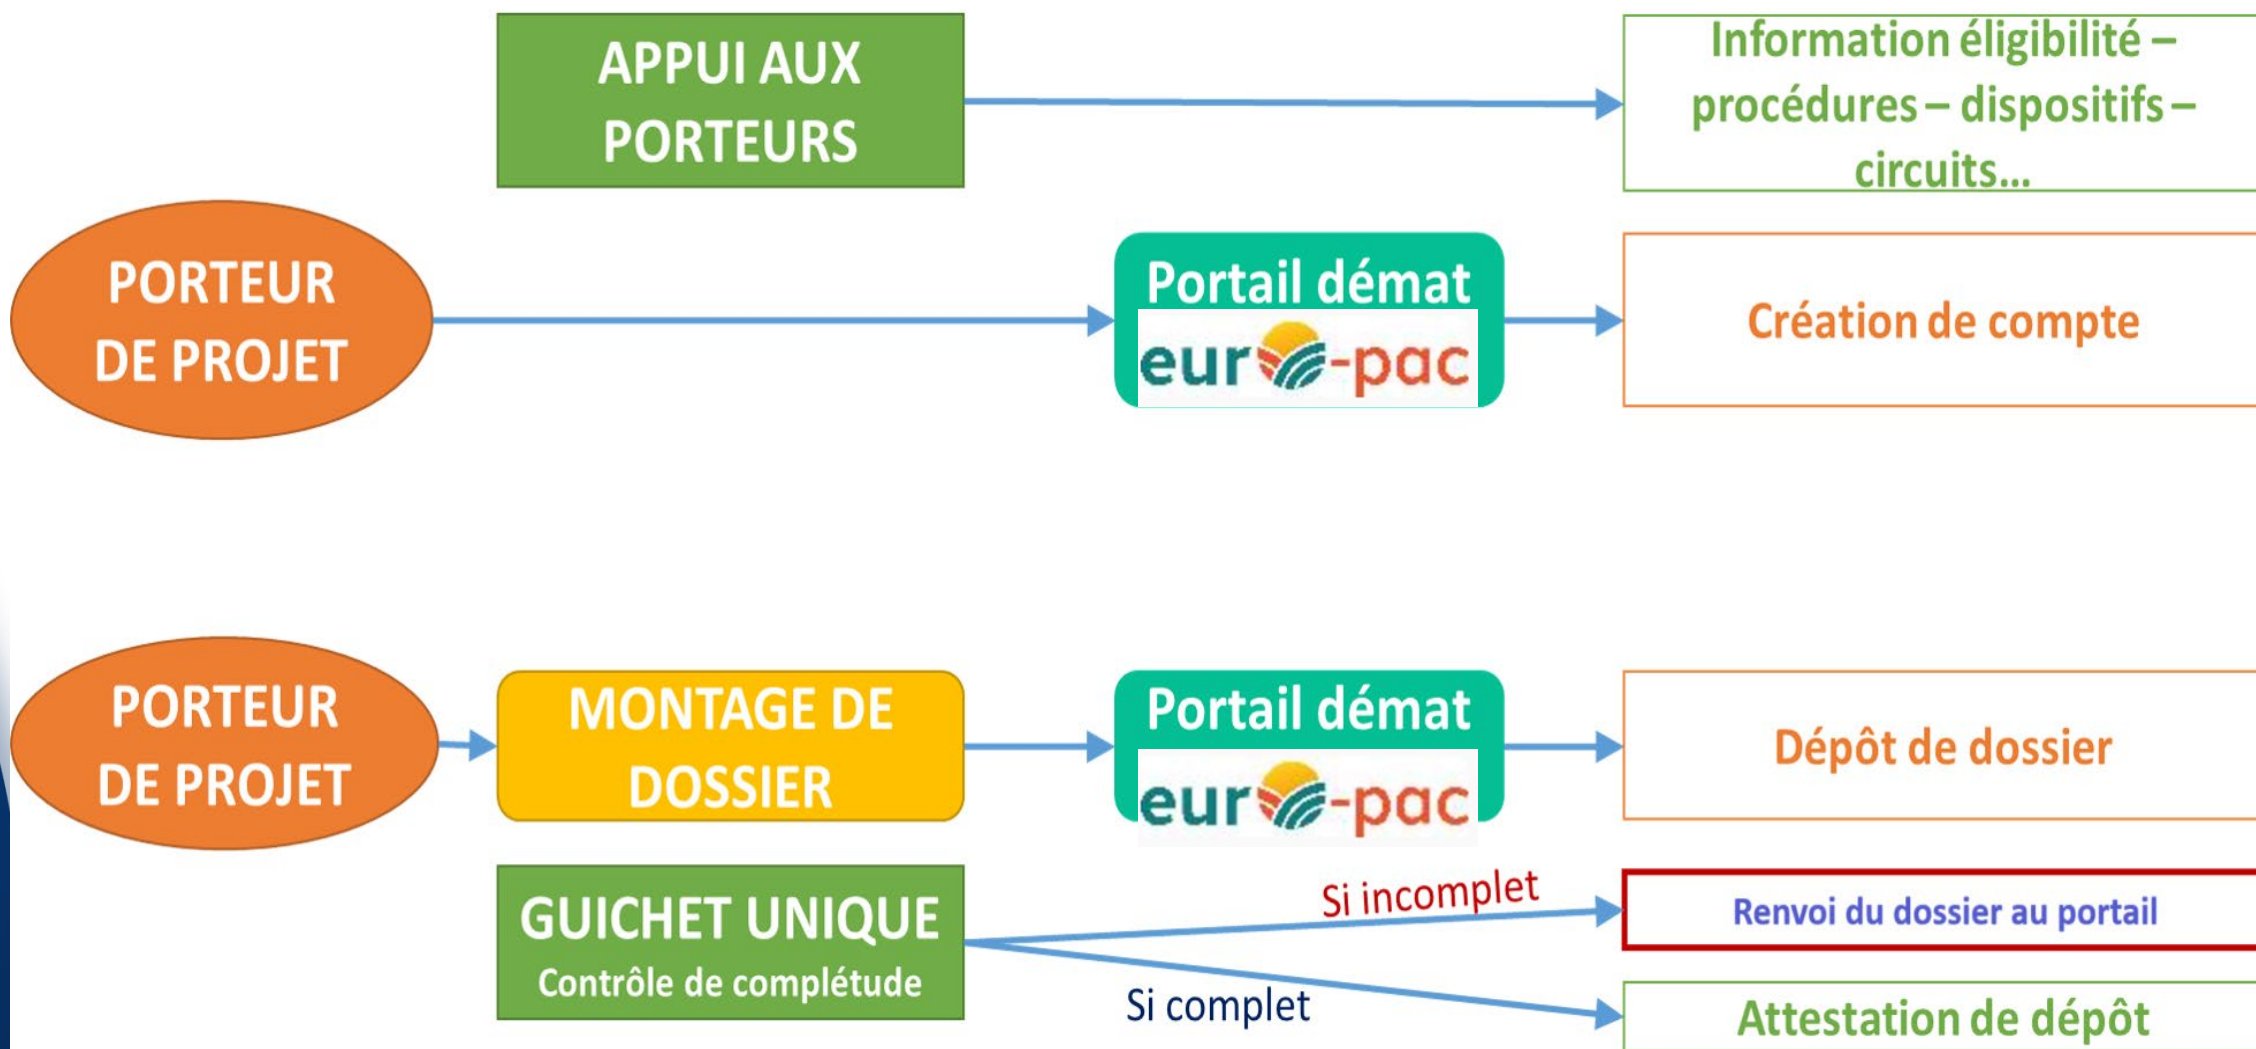 APPUI AUX
PORTEURS
Information éligibilité –
procédures – dispositifs –
circuits...
PORTEUR
DE PROJET
Portail démat
euro-pac
Création de compte
PORTEUR
DE PROJET
MONTAGE DE
DOSSIER
Portail démat
euro-pac
Dépôt de dossier
GUICHET UNIQUE
Contrôle de complétude
Si incomplet
Renvoi du dossier au portail
Si complet
Attestation de dépôt